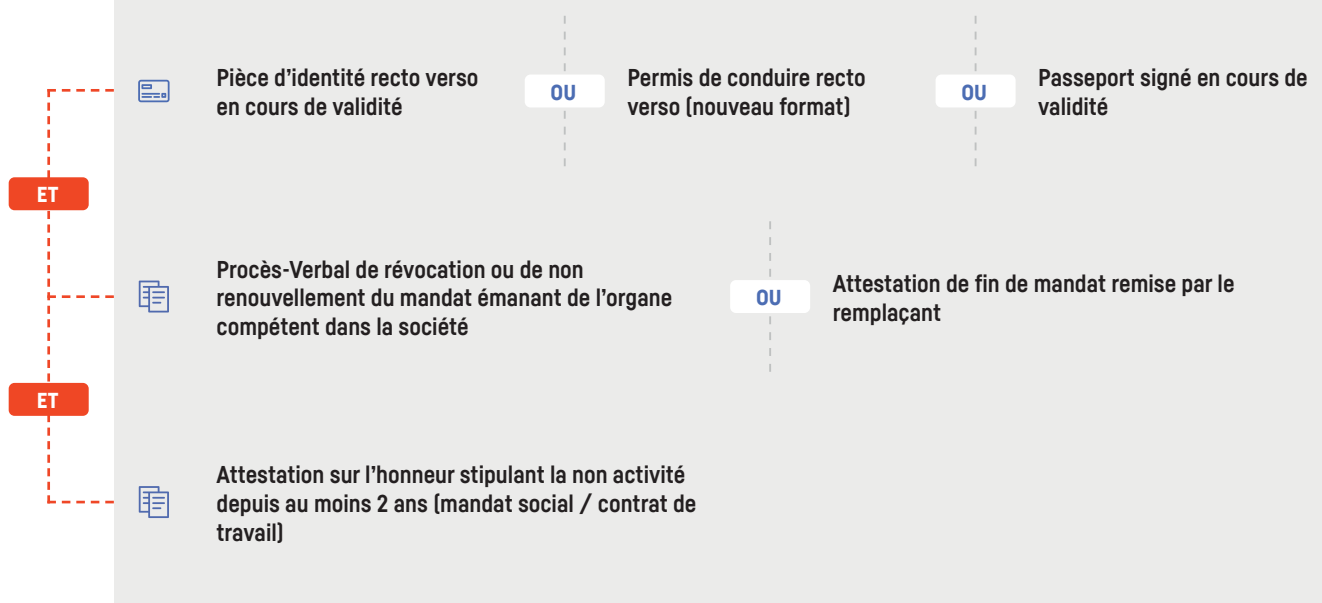 Pièce d'identité recto verso
en cours de validité
OU
Permis de conduire recto
verso (nouveau format)
OU
Passeport signé en cours de
validité
ET
Procès-Verbal de révocation ou de non
renouvellement du mandat émanant de l'organe
compétent dans la société
OU
Attestation de fin de mandat remise par le
remplaçant
ET
Attestation sur l'honneur stipulant la non activité
depuis au moins 2 ans (mandat social / contrat de
travail)